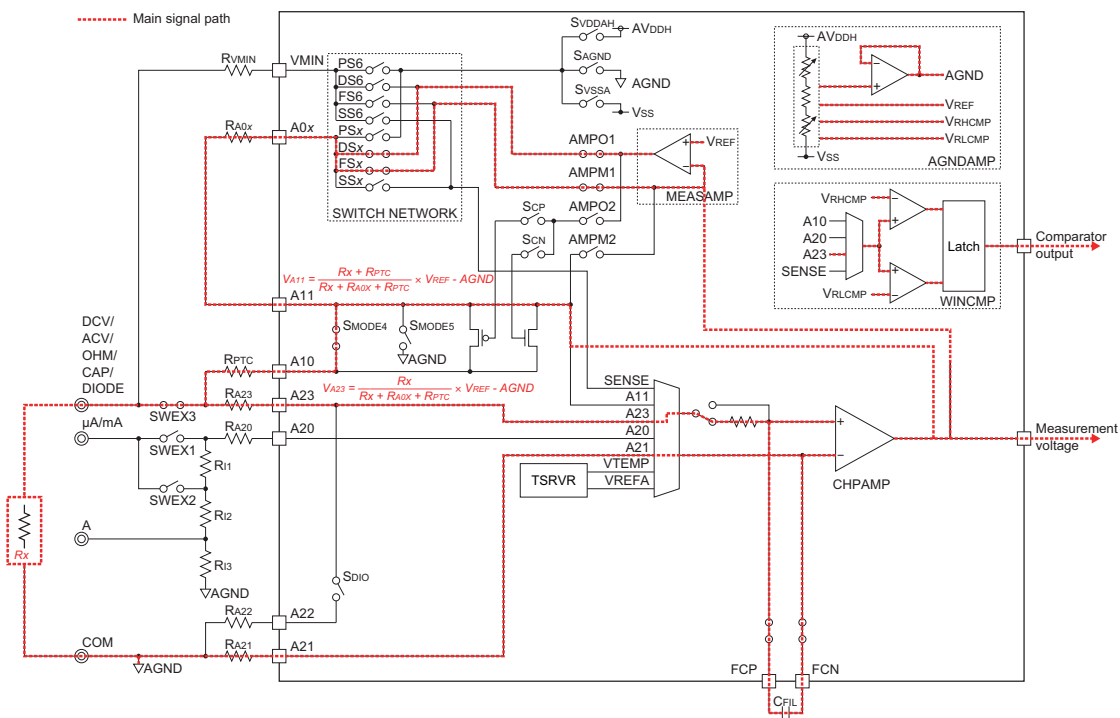 Main signal path
RVMIN
VMIN
RA0x
A0x
PS6
DS6
FS6
SS6
PSx
DSx
FSx
SSx
SWITCH NETWORK
SVDDAH
AVDDH
SAGND
AGND
SVSSA
VSS
AMPO1
AMPM1
AMPO2
AMPM2
SCP
SCN
VREF
+
−
MEASAMP
AVDDH
−
+
AGND
VREF
VRHCMP
VRLCMP
VSS
AGNDAMP
VRHCMP
A10
A20
A23
SENSE
VRLCMP
−
+
+
−
Latch
WINCMP
Comparator
output
VA11 = Rx + RPTC / Rx + RA0X + RPTC × VREF - AGND
A11
SMODE4
SMODE5
AGND
DCV/
ACV/
OHM/
CAP/
DIODE
RPTC
A10
VA23 = Rx / Rx + RA0X + RPTC × VREF - AGND
RA23
A23
SWEX3
µA/mA
RA20
A20
SWEX1
RI1
SWEX2
RI2
A
RI3
AGND
Rx
SENSE
A11
A23
A20
A21
VTEMP
VREFA
TSRVR
+
−
CHPAMP
Measurement
voltage
SDIO
RA22
A22
COM
RA21
A21
AGND
FCP
FCN
CFIL